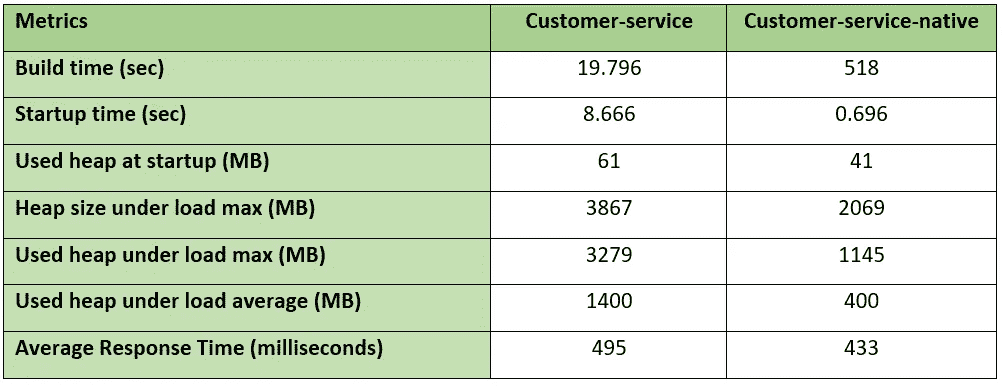 Metrics Customer-service Customer-service-native
Build time (sec) 19.796 518
Startup time (sec) 8.666 0.696
Used heap at startup (MB) 61 41
Heap size under load max (MB) 3867 2069
Used heap under load max (MB) 3279 1145
Used heap under load average (MB) 1400 400
Average Response Time (milliseconds) 495 433